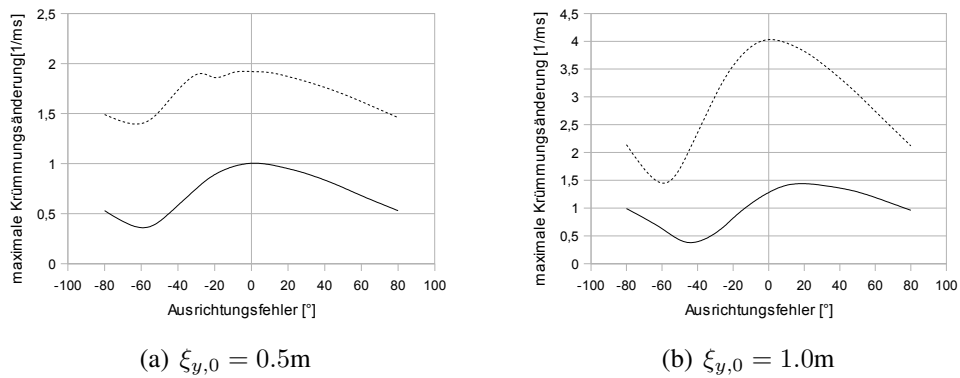 maximale Krümmungsänderung[1/ms]
2,5
2
1,5
1
0,5
0
-100 -80 -60 -40 -20 0 20 40 60 80 100
Ausrichtungsfehler [°]
(a) ξy,0 = 0.5m
maximale Krümmungsänderung [1/ms]
4,5
4
3,5
3
2,5
2
1,5
1
0,5
0
-100 -80 -60 -40 -20 0 20 40 60 80 100
Ausrichtungsfehler [°]
(b) ξy,0 = 1.0m